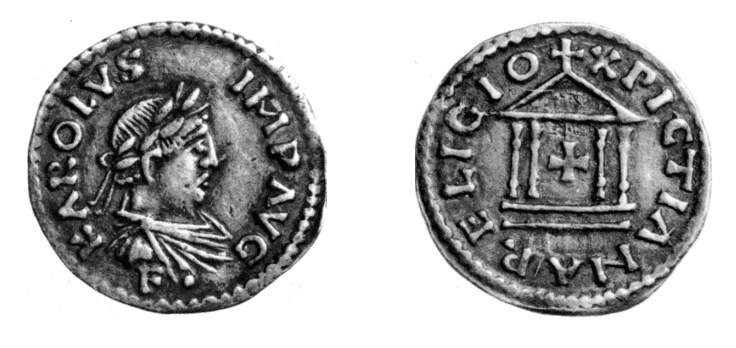 KAROLVS IMP AVG
F
XPICTIANA RELIGIO